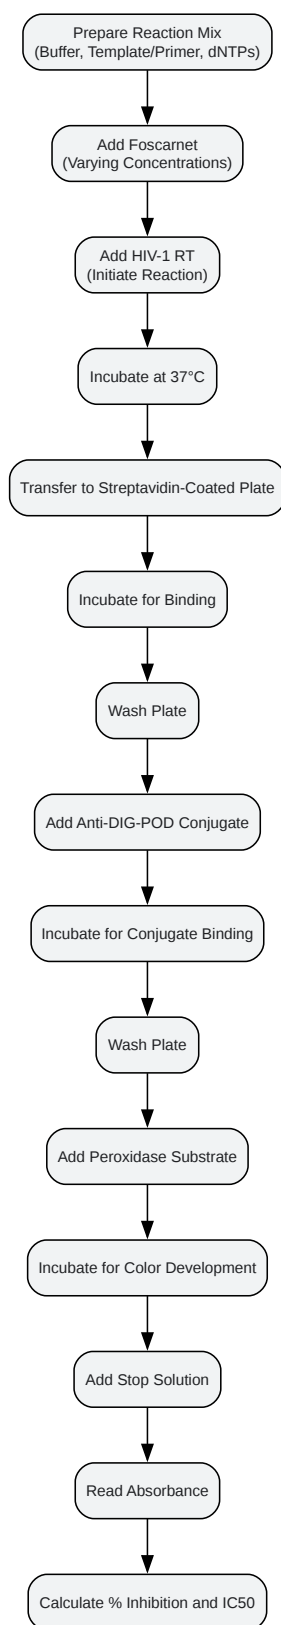 Prepare Reaction Mix
(Buffer, Template/Primer, dNTPs)
Add Foscarnet
(Varying Concentrations)
Add HIV-1 RT
(Initiate Reaction)
Incubate at 37°C
Transfer to Streptavidin-Coated Plate
Incubate for Binding
Wash Plate
Add Anti-DIG-POD Conjugate
Incubate for Conjugate Binding
Wash Plate
Add Peroxidase Substrate
Incubate for Color Development
Add Stop Solution
Read Absorbance
Calculate % Inhibition and IC50